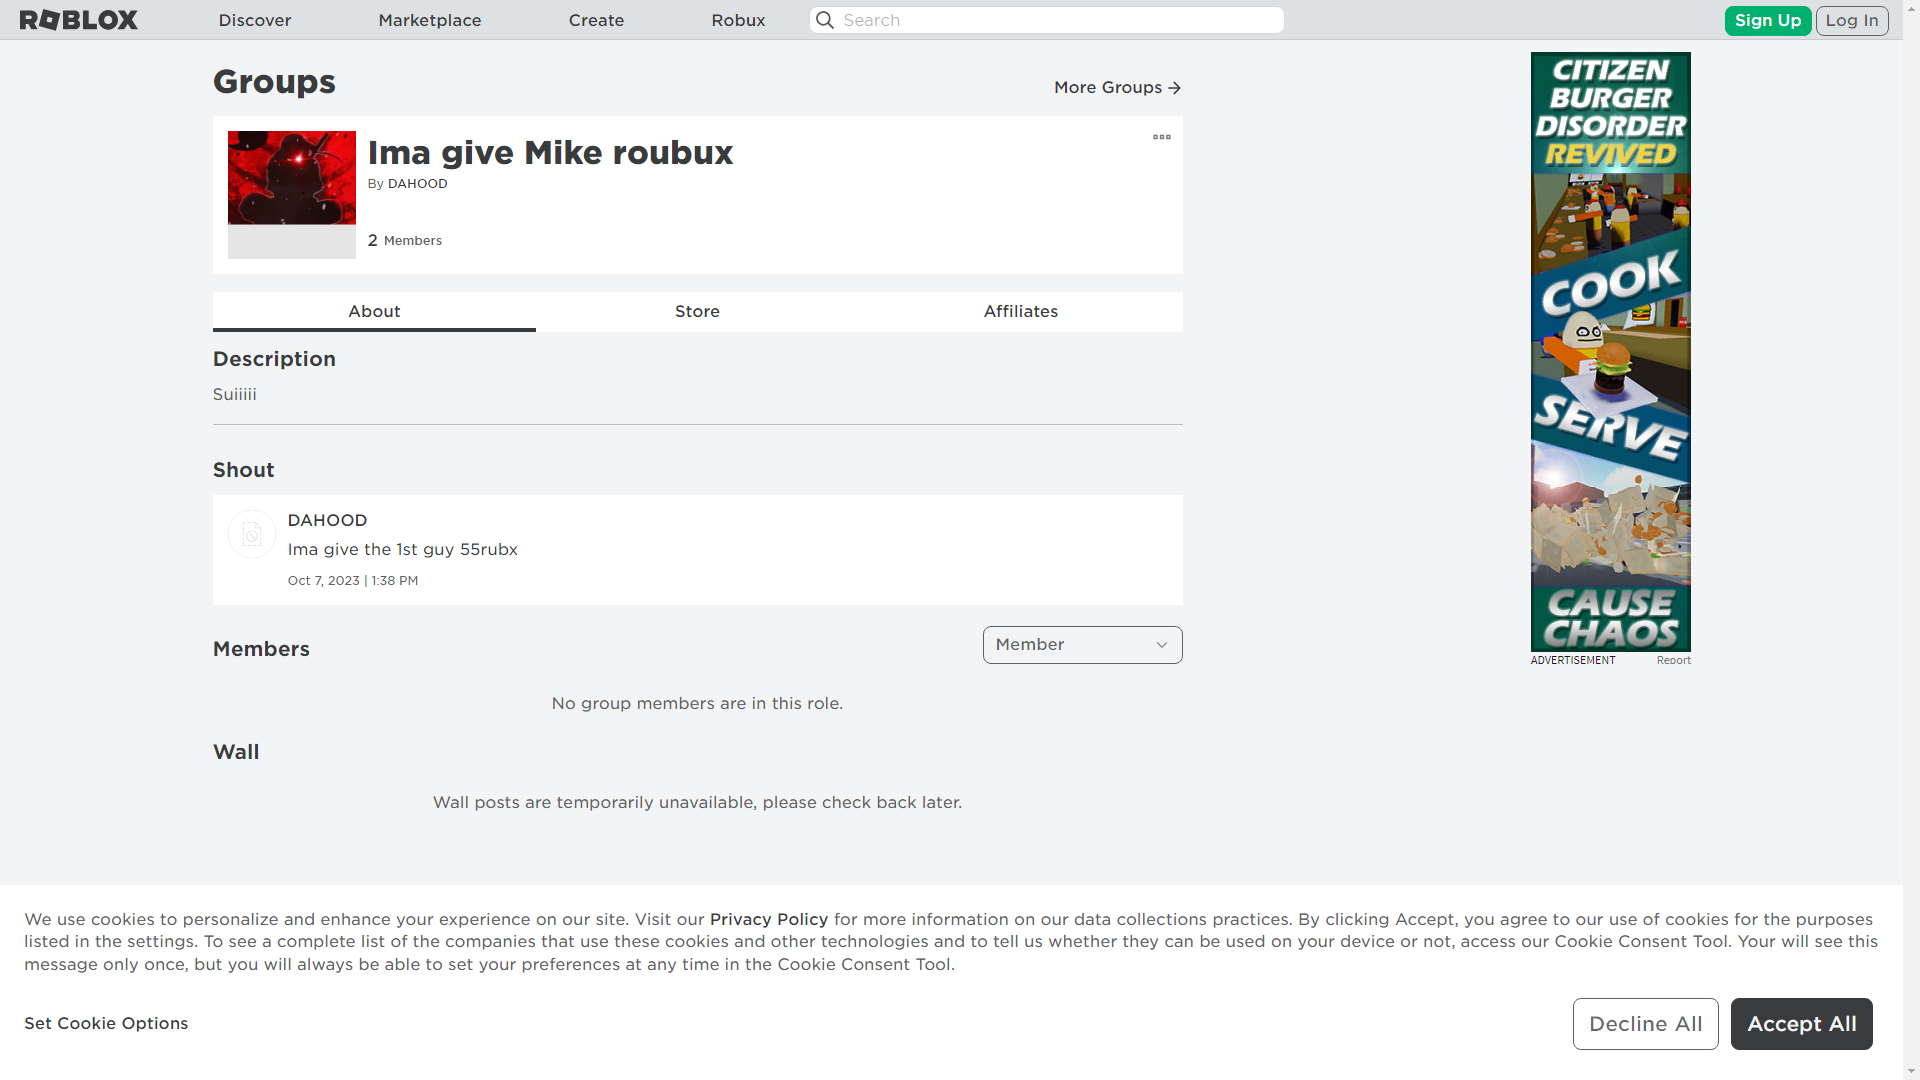 ROBLOX
Discover
Marketplace
Create
Robux
Search
Sign Up
Log In
Groups
More Groups
Ima give Mike roubux
By DAHOOD
2 Members
About
Store
Affiliates
Description
Suiiiii
Shout
DAHOOD
Ima give the 1st guy 55rubx
Oct 7, 2023 | 1:38 PM
Members
Member
No group members are in this role.
Wall
Wall posts are temporarily unavailable, please check back later.
CITIZEN
BURGER
DISORDER
REVIVED
COOK
SERVE
CAUSE
CHAOS
ADVERTISEMENT
Report
We use cookies to personalize and enhance your experience on our site. Visit our Privacy Policy for more information on our data collections practices. By clicking Accept, you agree to our use of cookies for the purposes
listed in the settings. To see a complete list of the companies that use these cookies and other technologies and to tell us whether they can be used on your device or not, access our Cookie Consent Tool. Your will see this
message only once, but you will always be able to set your preferences at any time in the Cookie Consent Tool.
Set Cookie Options
Decline All
Accept All